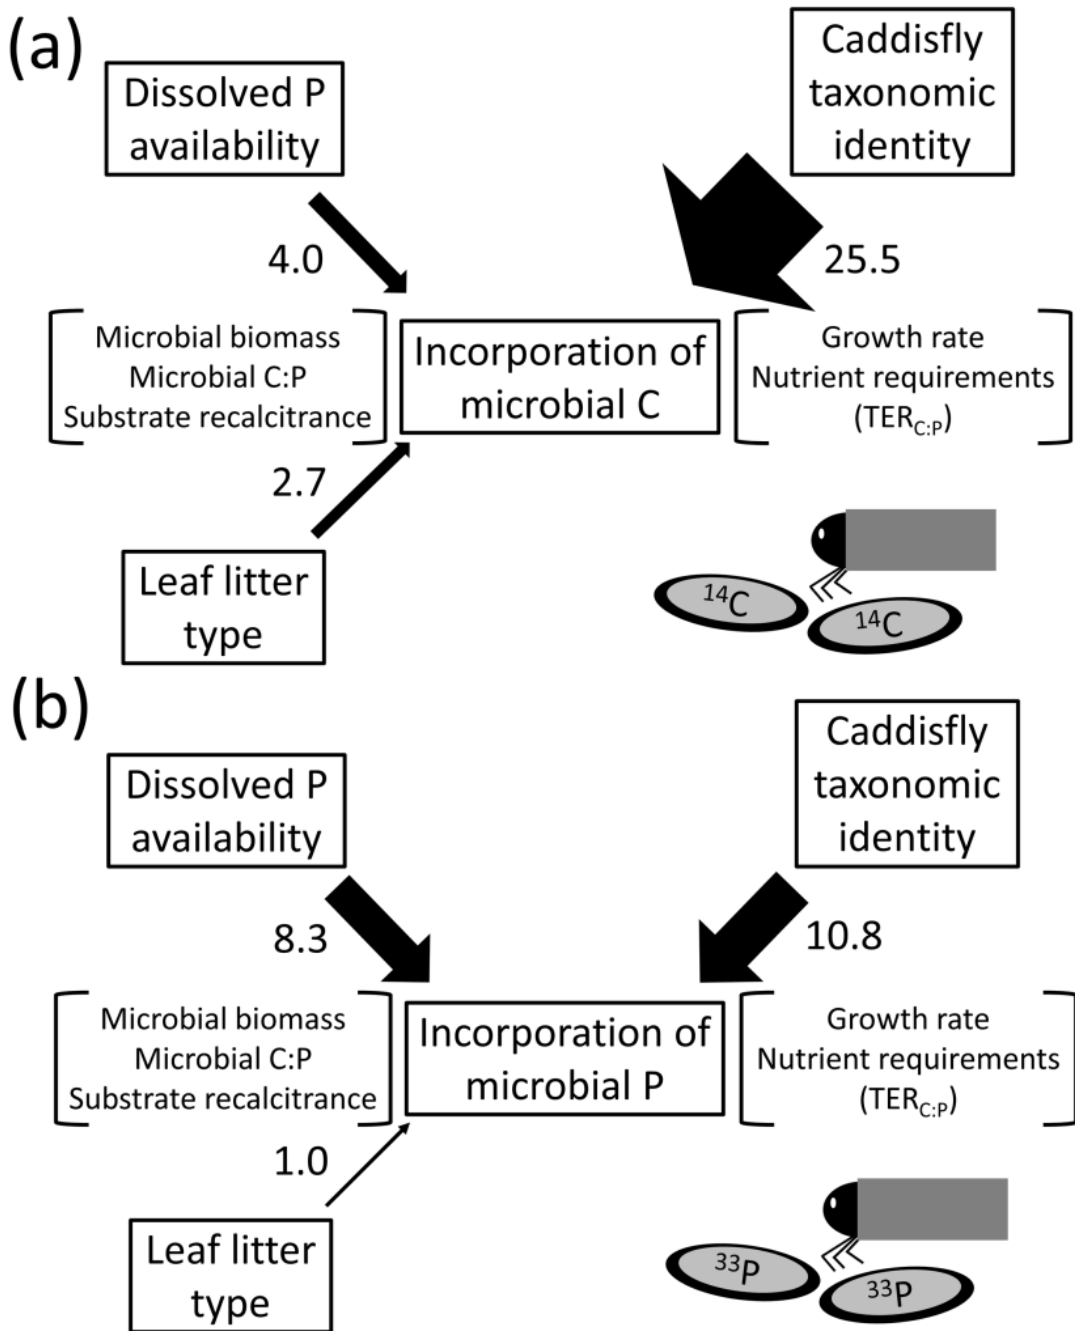 (a)
Dissolved P
availability
Caddisfly
taxonomic
identity
4.0
25.5
Microbial biomass
Microbial C:P
Substrate recalcitrance
Incorporation of
microbial C
Growth rate
Nutrient requirements
(TER_C:P)
2.7
Leaf litter
type
¹⁴C
¹⁴C
(b)
Dissolved P
availability
Caddisfly
taxonomic
identity
8.3
10.8
Microbial biomass
Microbial C:P
Substrate recalcitrance
Incorporation of
microbial P
Growth rate
Nutrient requirements
(TER_C:P)
1.0
Leaf litter
type
³³P
³³P